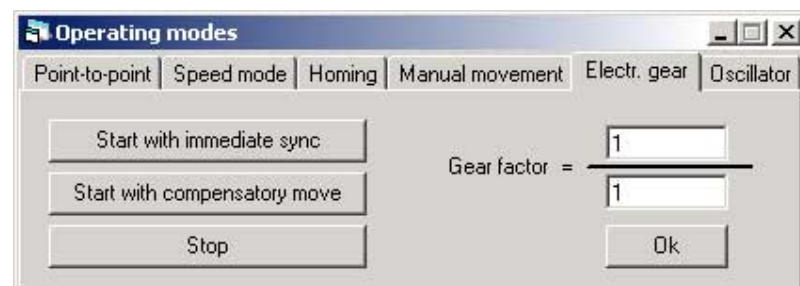 Operating modes
Point-to-point Speed mode Homing Manual movement Electr. gear Oscillator
Start with immediate sync
Start with compensatory move
Stop
Gear factor =
1
1
Ok